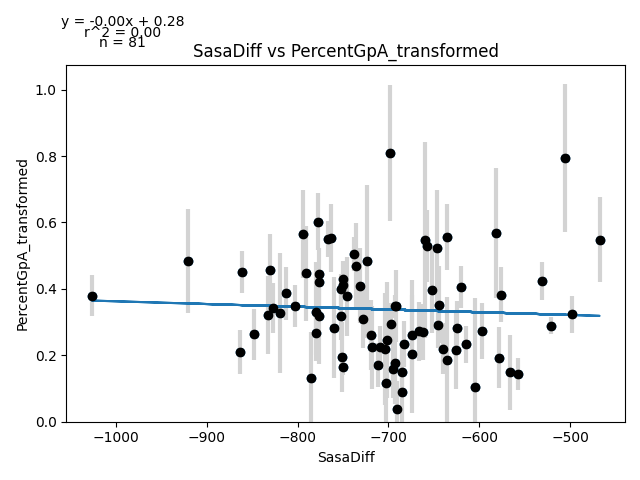 y = -0.00x + 0.28
r^2 = 0.00
n = 81
SasaDiff vs PercentGpA_transformed
PercentGpA_transformed
1.0
0.8
0.6
0.4
0.2
0.0
−1000
−900
−800
−700
−600
−500
SasaDiff